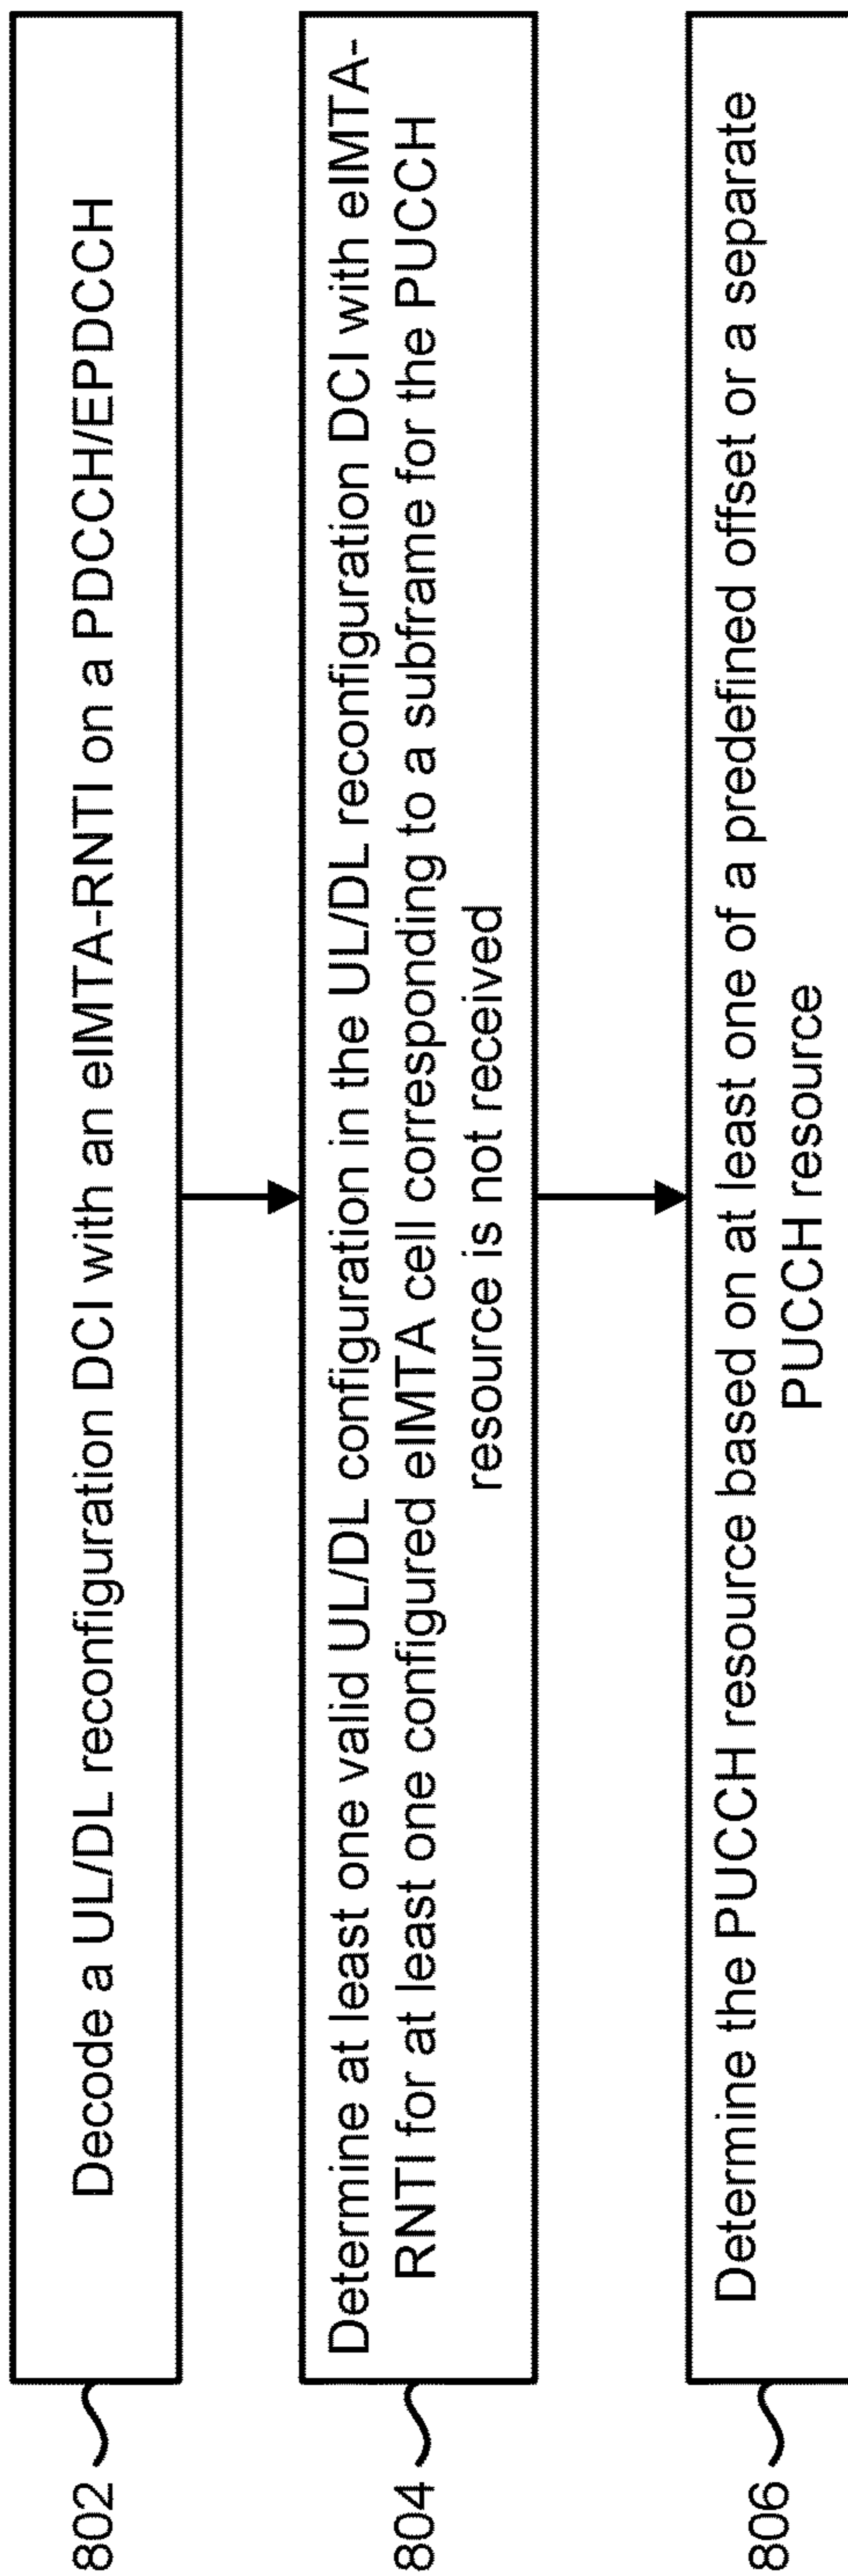 802
Decode a UL/DL reconfiguration DCI with an eIMTA-RNTI on a PDCCH/EPDCCH
804
Determine at least one valid UL/DL configuration in the UL/DL reconfiguration DCI with eIMTA-
RNTI for at least one configured eIMTA cell corresponding to a subframe for the PUCCH
resource is not received
806
Determine the PUCCH resource based on at least one of a predefined offset or a separate
PUCCH resource